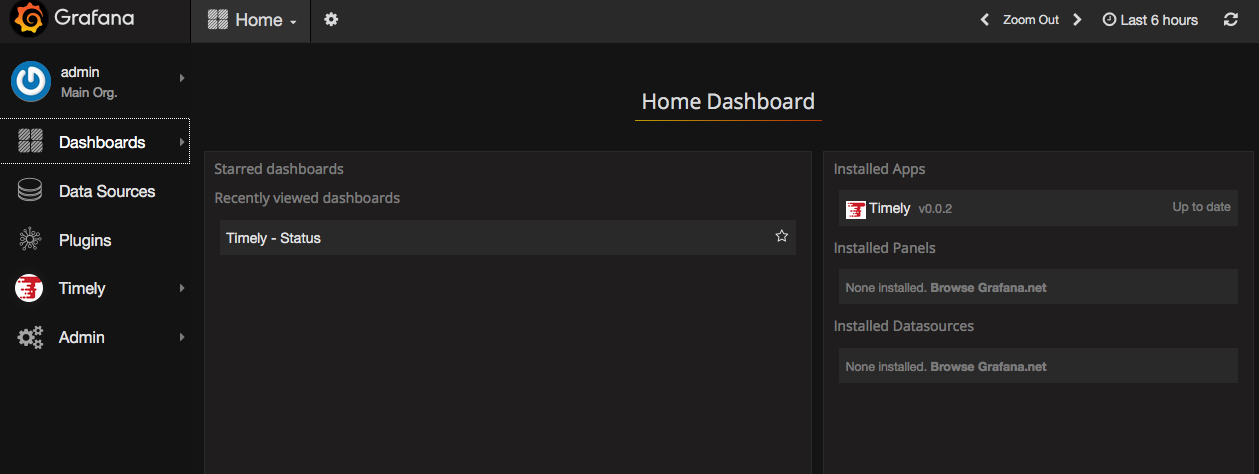 Grafana
Home
Zoom Out
Last 6 hours
admin
Main Org.
Dashboards
Data Sources
Plugins
Timely
Admin
Home Dashboard
Starred dashboards
Recently viewed dashboards
Timely - Status
Installed Apps
Timely v0.0.2 Up to date
Installed Panels
None installed. Browse Grafana.net
Installed Datasources
None installed. Browse Grafana.net